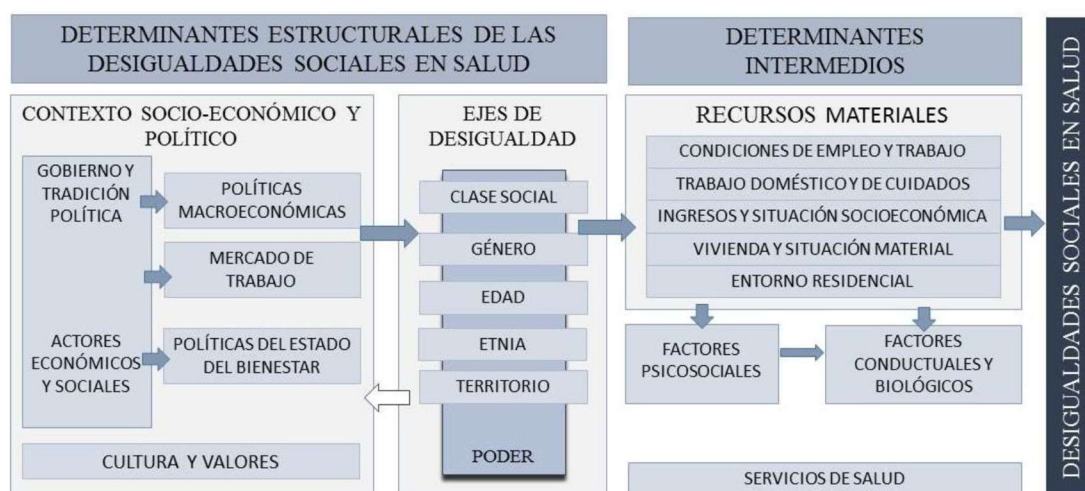 DETERMINANTES ESTRUCTURALES DE LAS
DESIGUALDADES SOCIALES EN SALUD
CONTEXTO SOCIO-ECONÓMICO Y
POLÍTICO
GOBIERNO Y
TRADICIÓN
POLÍTICA
ACTORES
ECONÓMICOS
Y SOCIALES
POLÍTICAS
MACROECONÓMICAS
MERCADO DE
TRABAJO
POLÍTICAS DEL ESTADO
DEL BIENESTAR
CULTURA Y VALORES
EJES DE
DESIGUALDAD
CLASE SOCIAL
GÉNERO
EDAD
ETNIA
TERRITORIO
PODER
DETERMINANTES
INTERMEDIOS
RECURSOS MATERIALES
CONDICIONES DE EMPLEO Y TRABAJO
TRABAJO DOMÉSTICO Y DE CUIDADOS
INGRESOS Y SITUACIÓN SOCIOECONÓMICA
VIVIENDA Y SITUACIÓN MATERIAL
ENTORNO RESIDENCIAL
FACTORES
PSICOSOCIALES
FACTORES
CONDUCTUALES Y
BIOLÓGICOS
SERVICIOS DE SALUD
DESIGUALDADES SOCIALES EN SALUD